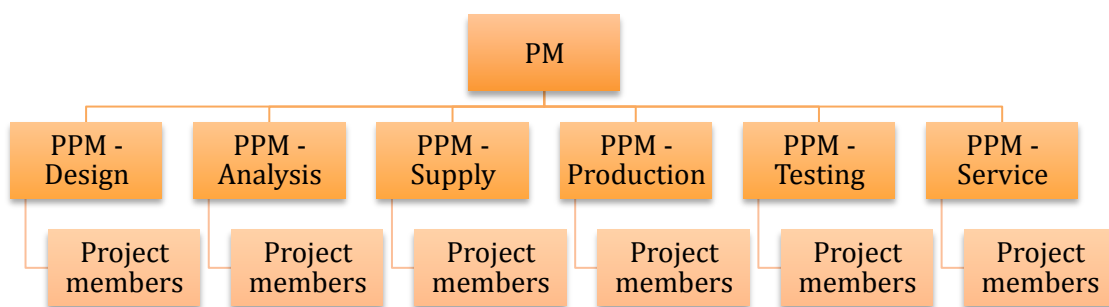 PM
PPM -
Design
PPM -
Analysis
PPM -
Supply
PPM -
Production
PPM -
Testing
PPM -
Service
Project
members
Project
members
Project
members
Project
members
Project
members
Project
members